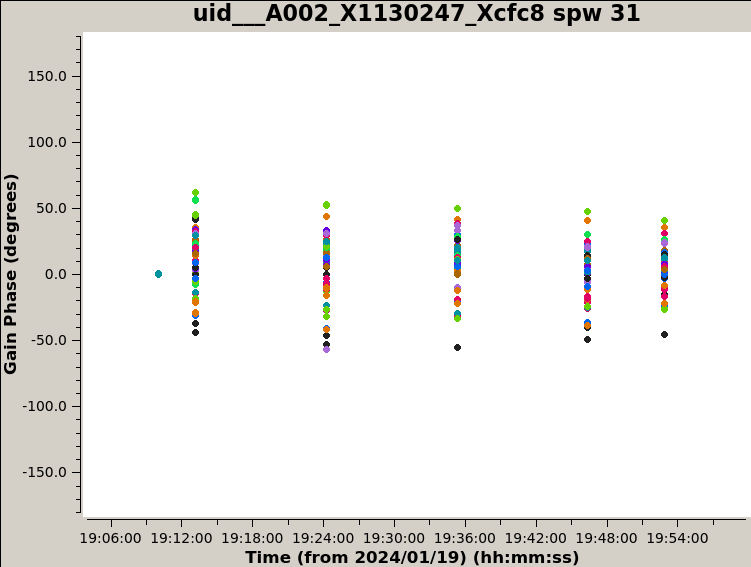 uid___A002_X1130247_Xcfc8 spw 31
150.0
100.0
50.0
0.0
-50.0
-100.0
-150.0
Gain Phase (degrees)
19:06:00 19:12:00 19:18:00 19:24:00 19:30:00 19:36:00 19:42:00 19:48:00 19:54:00
Time (from 2024/01/19) (hh:mm:ss)